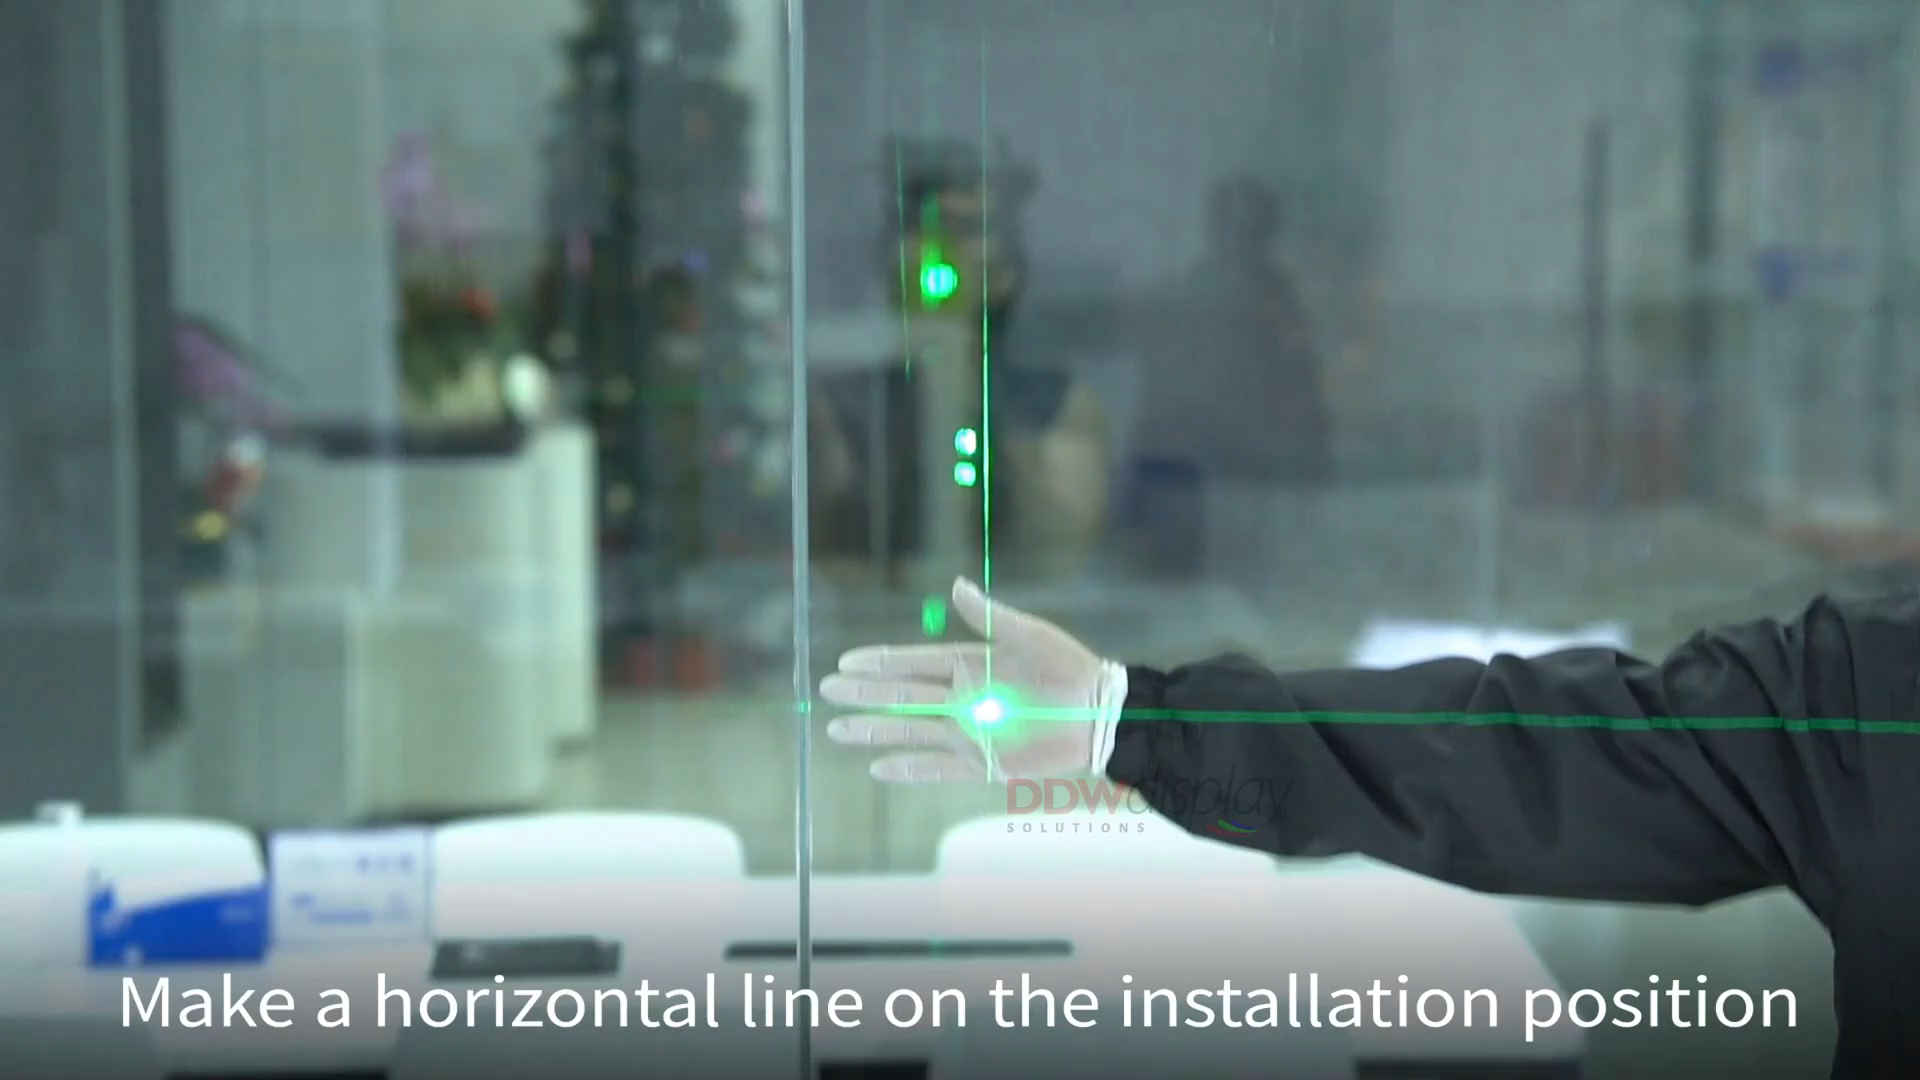 DDWdisplay
SOLUTIONS
Make a horizontal line on the installation position